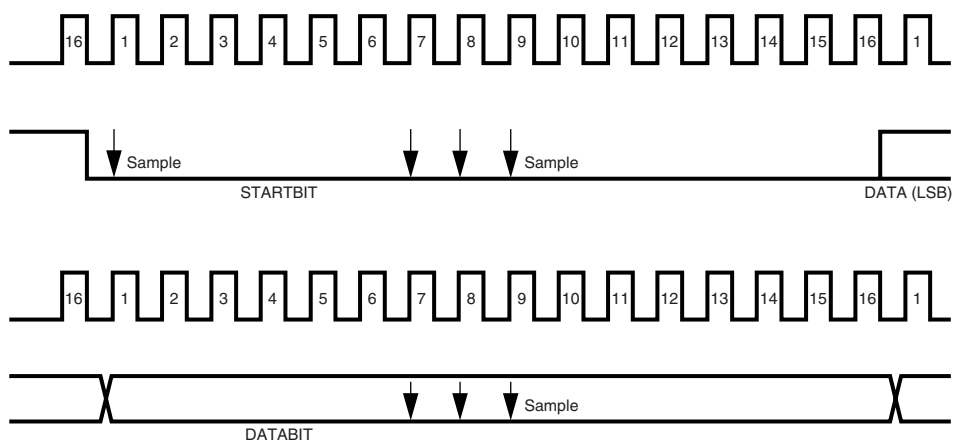 16 1 2 3 4 5 6 7 8 9 10 11 12 13 14 15 16 1
Sample Sample
STARTBIT DATA (LSB)
16 1 2 3 4 5 6 7 8 9 10 11 12 13 14 15 16 1
Sample
DATABIT